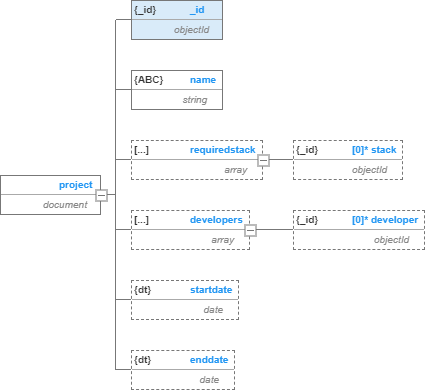 {_id} _id
objectId
{ABC} name
string
[...] requiredstack
array
{_id} [0]* stack
objectId
project
document
[...] developers
array
{_id} [0]* developer
objectId
{dt} startdate
date
{dt} enddate
date